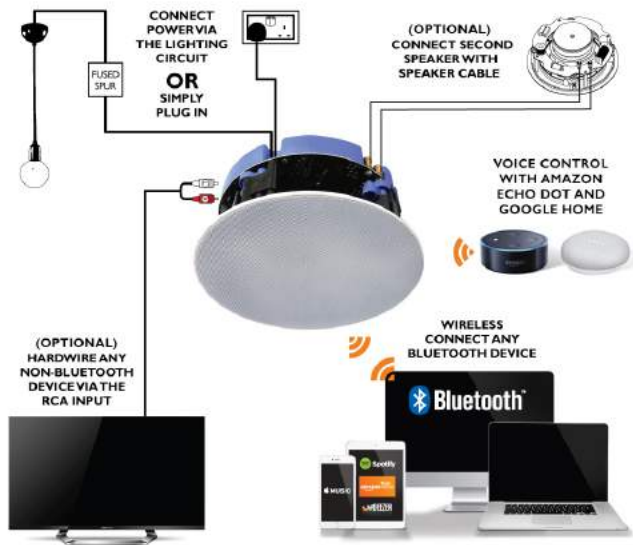 CONNECT
POWER VIA
THE LIGHTING
CIRCUIT
OR
SIMPLY
PLUG IN
FUSED
SPUR
(OPTIONAL)
CONNECT SECOND
SPEAKER WITH
SPEAKER CABLE
VOICE CONTROL
WITH AMAZON
ECHO DOT AND
GOOGLE HOME
(OPTIONAL)
HARDWIRE ANY
NON-BLUETOOTH
DEVICE VIA THE
RCA INPUT
WIRELESS
CONNECT ANY
BLUETOOTH DEVICE
Bluetooth™
Spotify
MUSIC
DEEZER